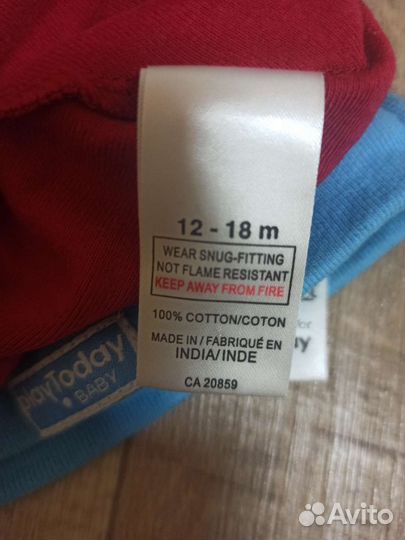 12 - 18 m
WEAR SNUG-FITTING
NOT FLAME RESISTANT
KEEP AWAY FROM FIRE
100% COTTON/COTON
MADE IN / FABRIQUÉ EN
INDIA/INDE
CA 20859
playToday
BABY
Avito